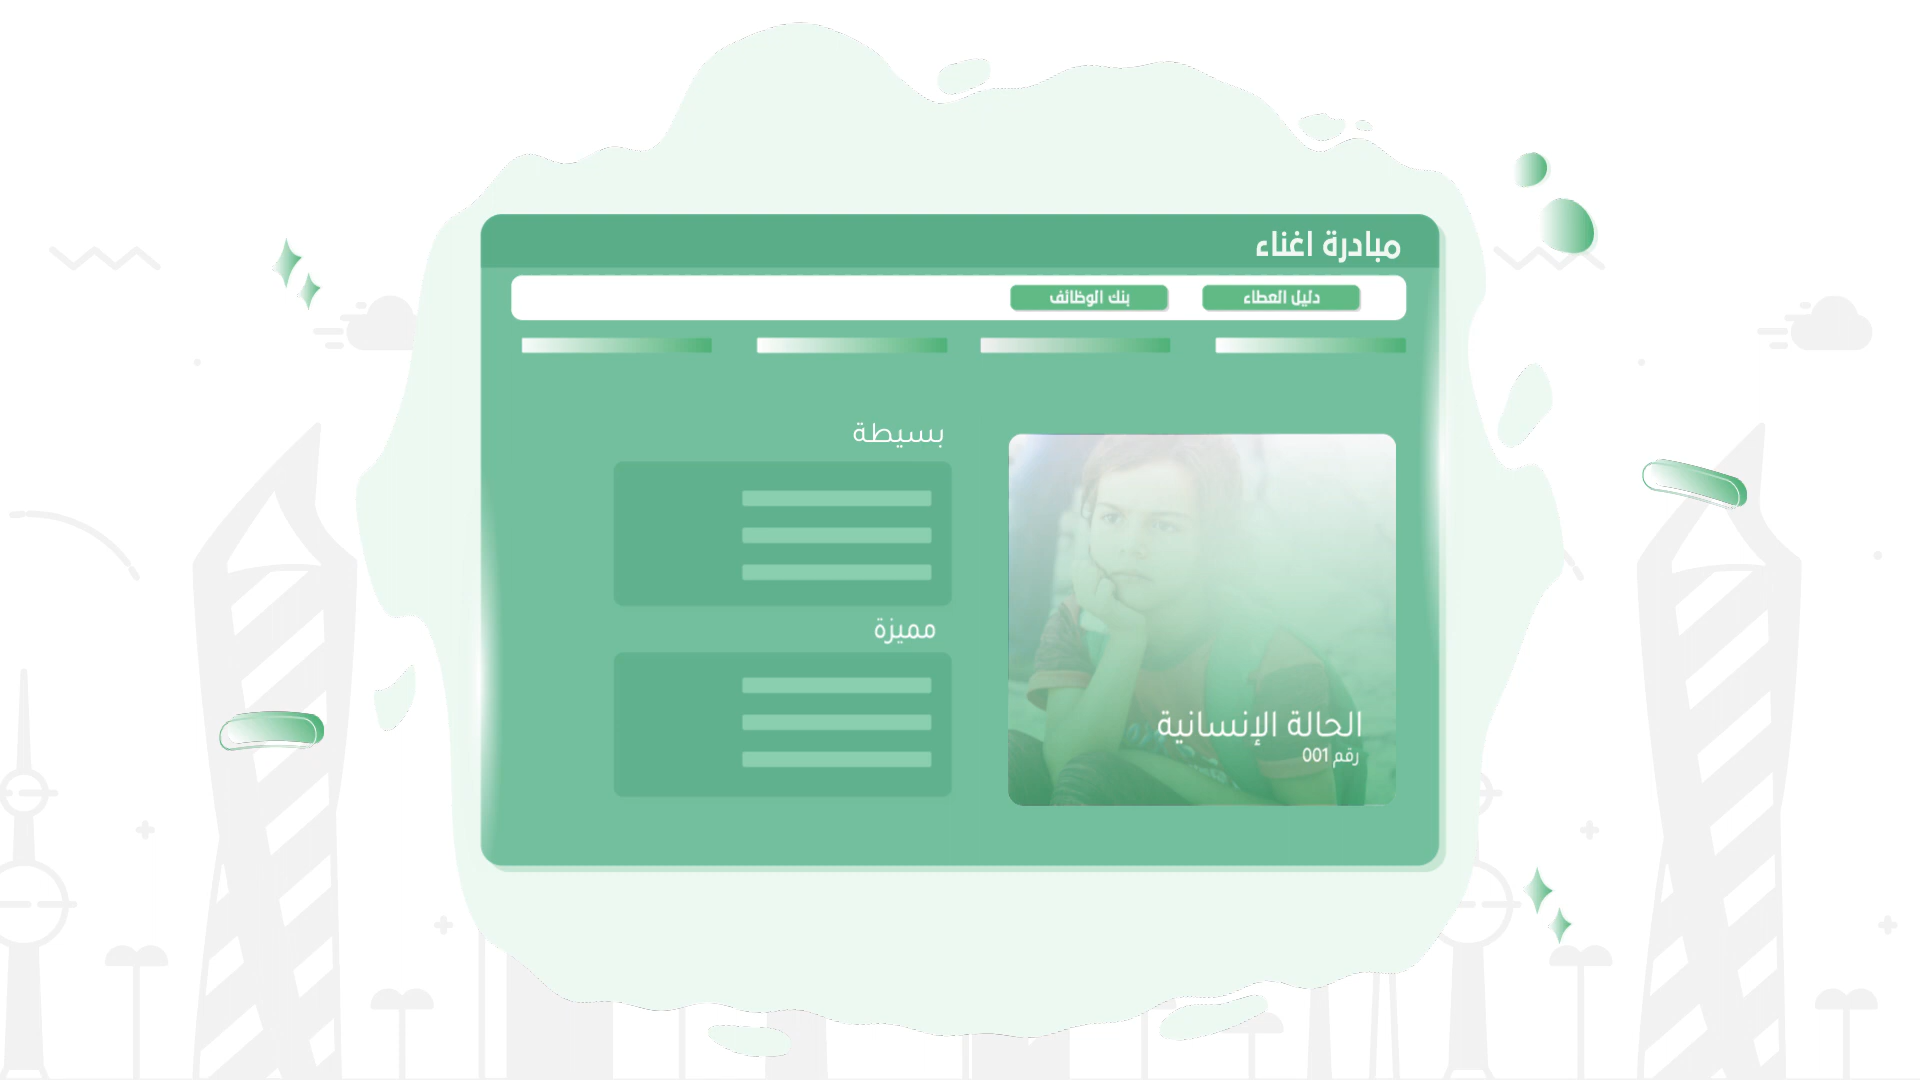 مبادرة اغناء
دليل العطاء
بنك الوظائف
بسيطة
مميزة
الحالة الإنسانية
رقم 001